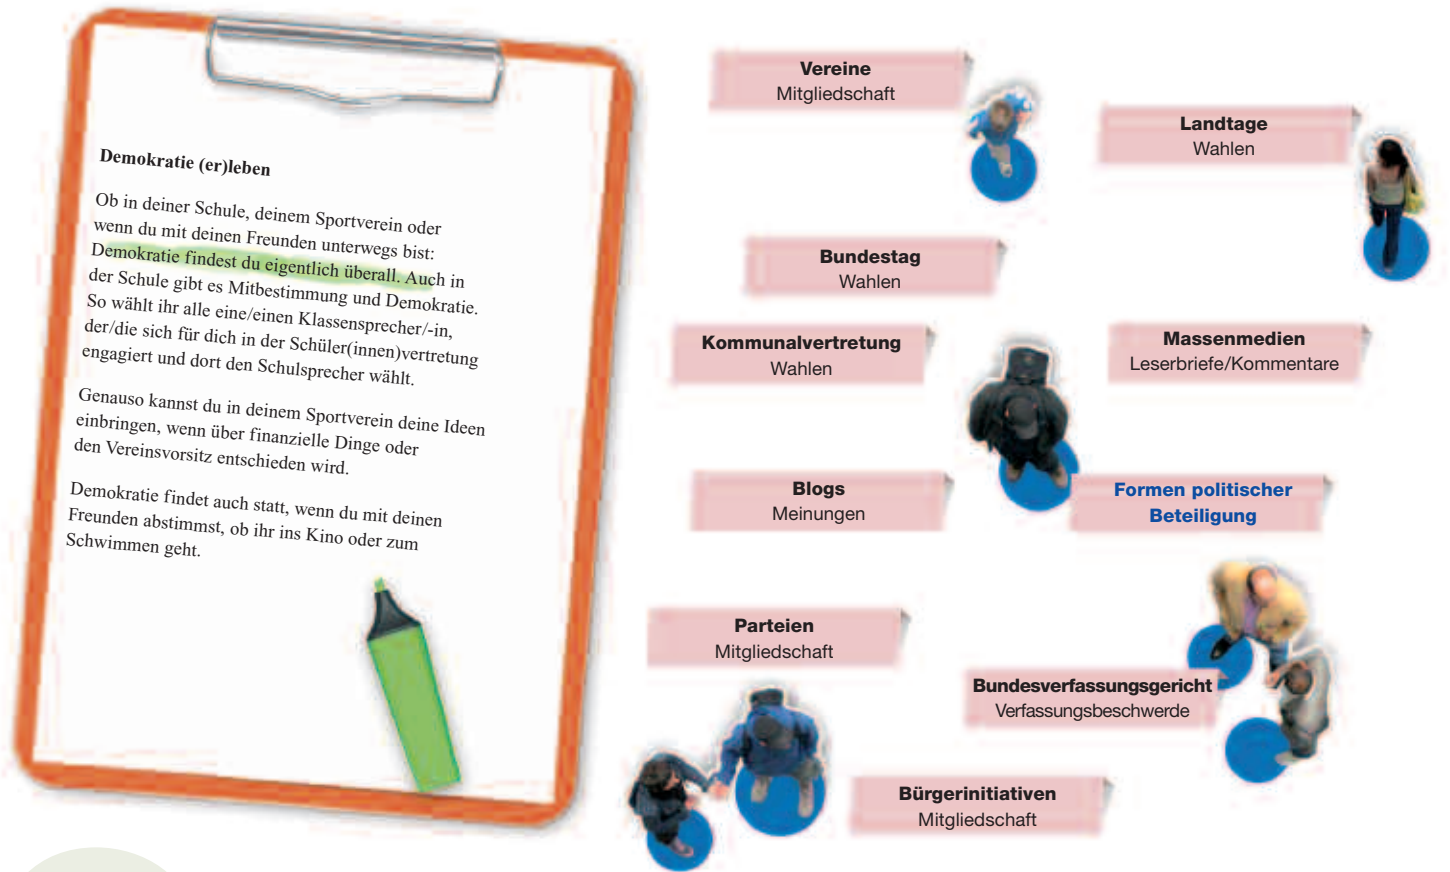 Demokratie (er)leben
Ob in deiner Schule, deinem Sportverein oder
wenn du mit deinen Freunden unterwegs bist:
Demokratie findest du eigentlich überall. Auch in
der Schule gibt es Mitbestimmung und Demokratie.
So wählt ihr alle eine/einen Klassensprecher/-in,
der/die sich für dich in der Schüler(innen)vertretung
engagiert und dort den Schulsprecher wählt.
Genauso kannst du in deinem Sportverein deine Ideen
einbringen, wenn über finanzielle Dinge oder
den Vereinsvorsitz entschieden wird.
Demokratie findet auch statt, wenn du mit deinen
Freunden abstimmst, ob ihr ins Kino oder zum
Schwimmen geht.
Vereine
Mitgliedschaft
Landtage
Wahlen
Bundestag
Wahlen
Kommunalvertretung
Wahlen
Massenmedien
Leserbriefe/Kommentare
Blogs
Meinungen
Formen politischer
Beteiligung
Parteien
Mitgliedschaft
Bundesverfassungsgericht
Verfassungsbeschwerde
Bürgerinitiativen
Mitgliedschaft